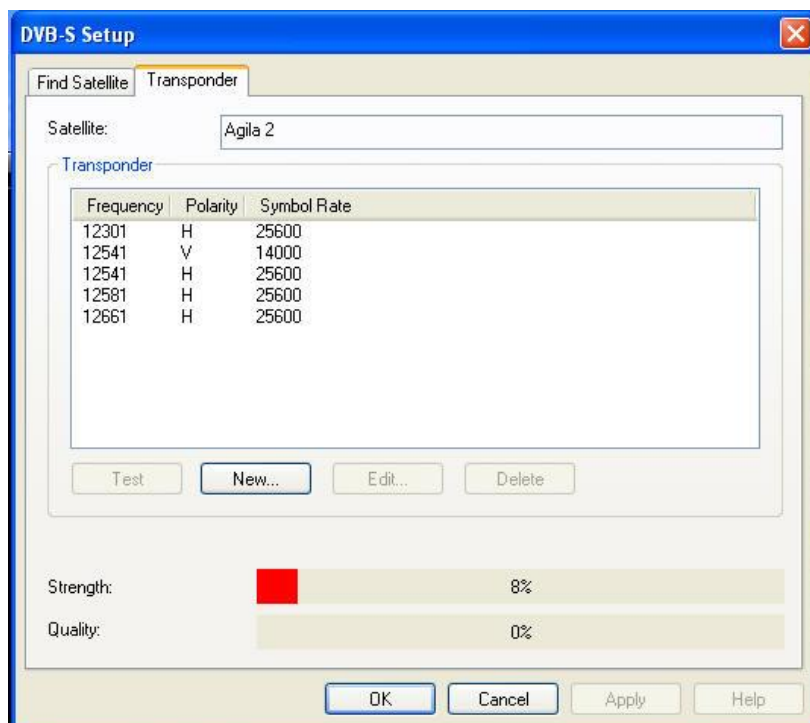 DVB-S Setup
Find Satellite Transponder
Satellite: Agila 2
Transponder
Frequency Polarity Symbol Rate
12301 H 25600
12541 V 14000
12541 H 25600
12581 H 25600
12661 H 25600
Test New... Edit... Delete
Strength: 8%
Quality: 0%
OK Cancel Apply Help